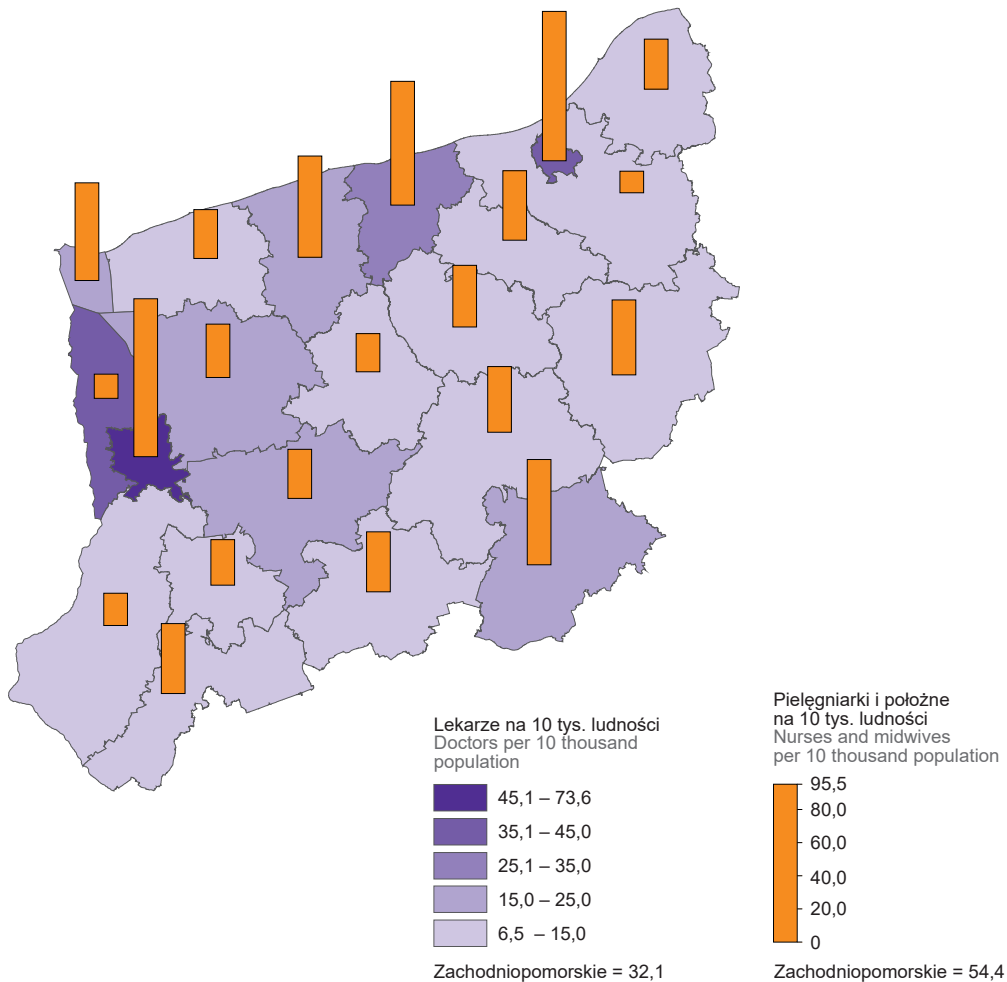 Lekarze na 10 tys. ludności
Doctors per 10 thousand
population
45,1 – 73,6
35,1 – 45,0
25,1 – 35,0
15,0 – 25,0
6,5 – 15,0
Zachodniopomorskie = 32,1
Pielęgniarki i położne
na 10 tys. ludności
Nurses and midwives
per 10 thousand population
95,5
80,0
60,0
40,0
20,0
0
Zachodniopomorskie = 54,4